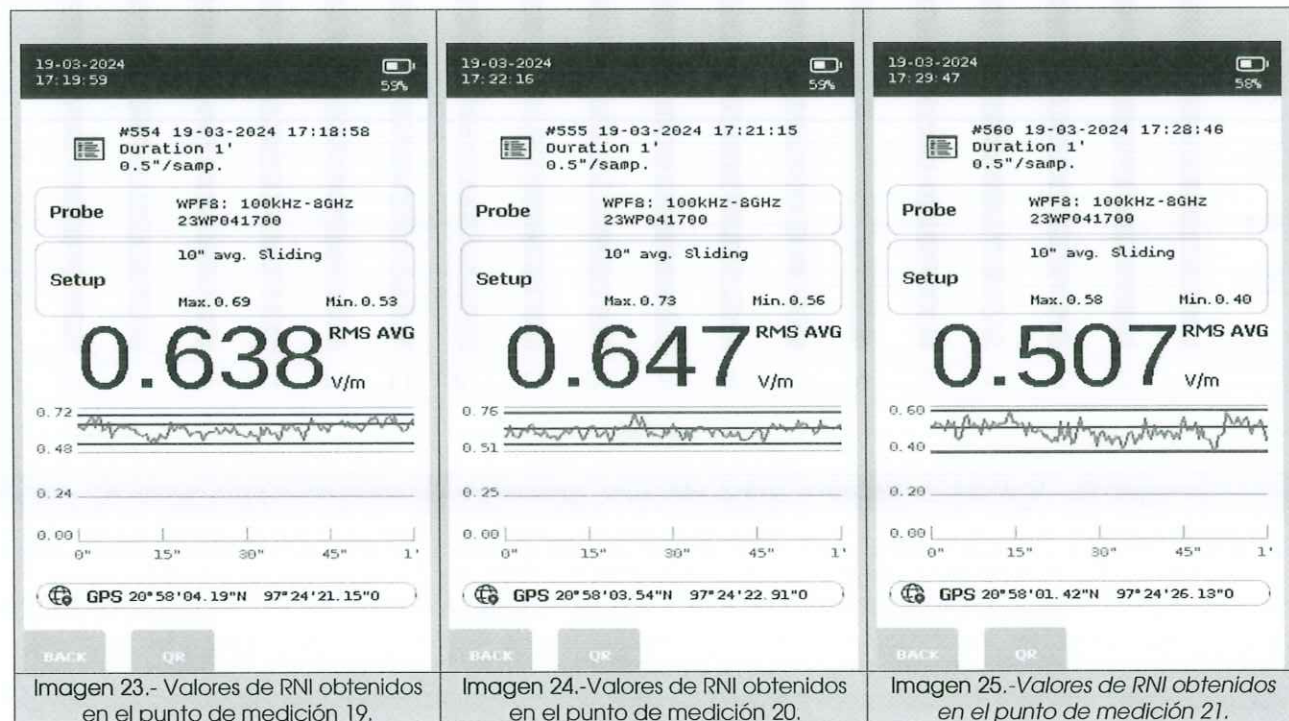 19-03-2024
17:19:59
59%
#554 19-03-2024 17:18:58
Duration 1'
0.5"/samp.
Probe
WPF8: 100kHz-8GHz
23WP041700
Setup
10" avg. Sliding
Max.0.69 Min.0.53
0.638 RMS AVG
V/m
0.72
0.48
0.24
0.00
0" 15" 30" 45" 1'
GPS 20°58'04.19"N 97°24'21.15"O
BACK QR
Imagen 23.- Valores de RNI obtenidos
en el punto de medición 19.
19-03-2024
17:22:16
59%
#555 19-03-2024 17:21:15
Duration 1'
0.5"/samp.
Probe
WPF8: 100kHz-8GHz
23WP041700
Setup
10" avg. Sliding
Max.0.73 Min.0.56
0.647 RMS AVG
V/m
0.76
0.51
0.25
0.00
0" 15" 30" 45" 1'
GPS 20°58'03.54"N 97°24'22.91"O
BACK QR
Imagen 24.-Valores de RNI obtenidos
en el punto de medición 20.
19-03-2024
17:29:47
58%
#560 19-03-2024 17:28:46
Duration 1'
0.5"/samp.
Probe
WPF8: 100kHz-8GHz
23WP041700
Setup
10" avg. Sliding
Max.0.58 Min.0.40
0.507 RMS AVG
V/m
0.60
0.40
0.20
0.00
0" 15" 30" 45" 1'
GPS 20°58'01.42"N 97°24'26.13"O
BACK QR
Imagen 25.-Valores de RNI obtenidos
en el punto de medición 21.